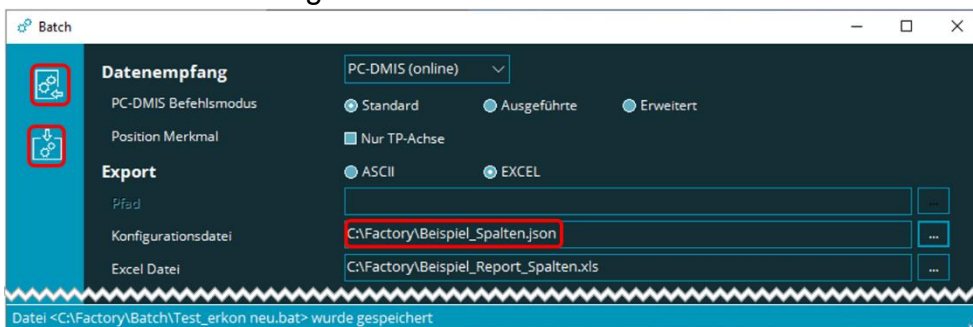 Batch
Datenempfang PC-DMIS (online)
PC-DMIS Befehlsmodus Standard Ausgeführte Erweitert
Position Merkmal Nur TP-Achse
Export ASCII EXCEL
Pfad ...
Konfigurationsdatei C:\Factory\Beispiel_Spalten.json ...
Excel Datei C:\Factory\Beispiel_Report_Spalten.xls ...
Datei <C:\Factory\Batch\Test_erkon neu.bat> wurde gespeichert